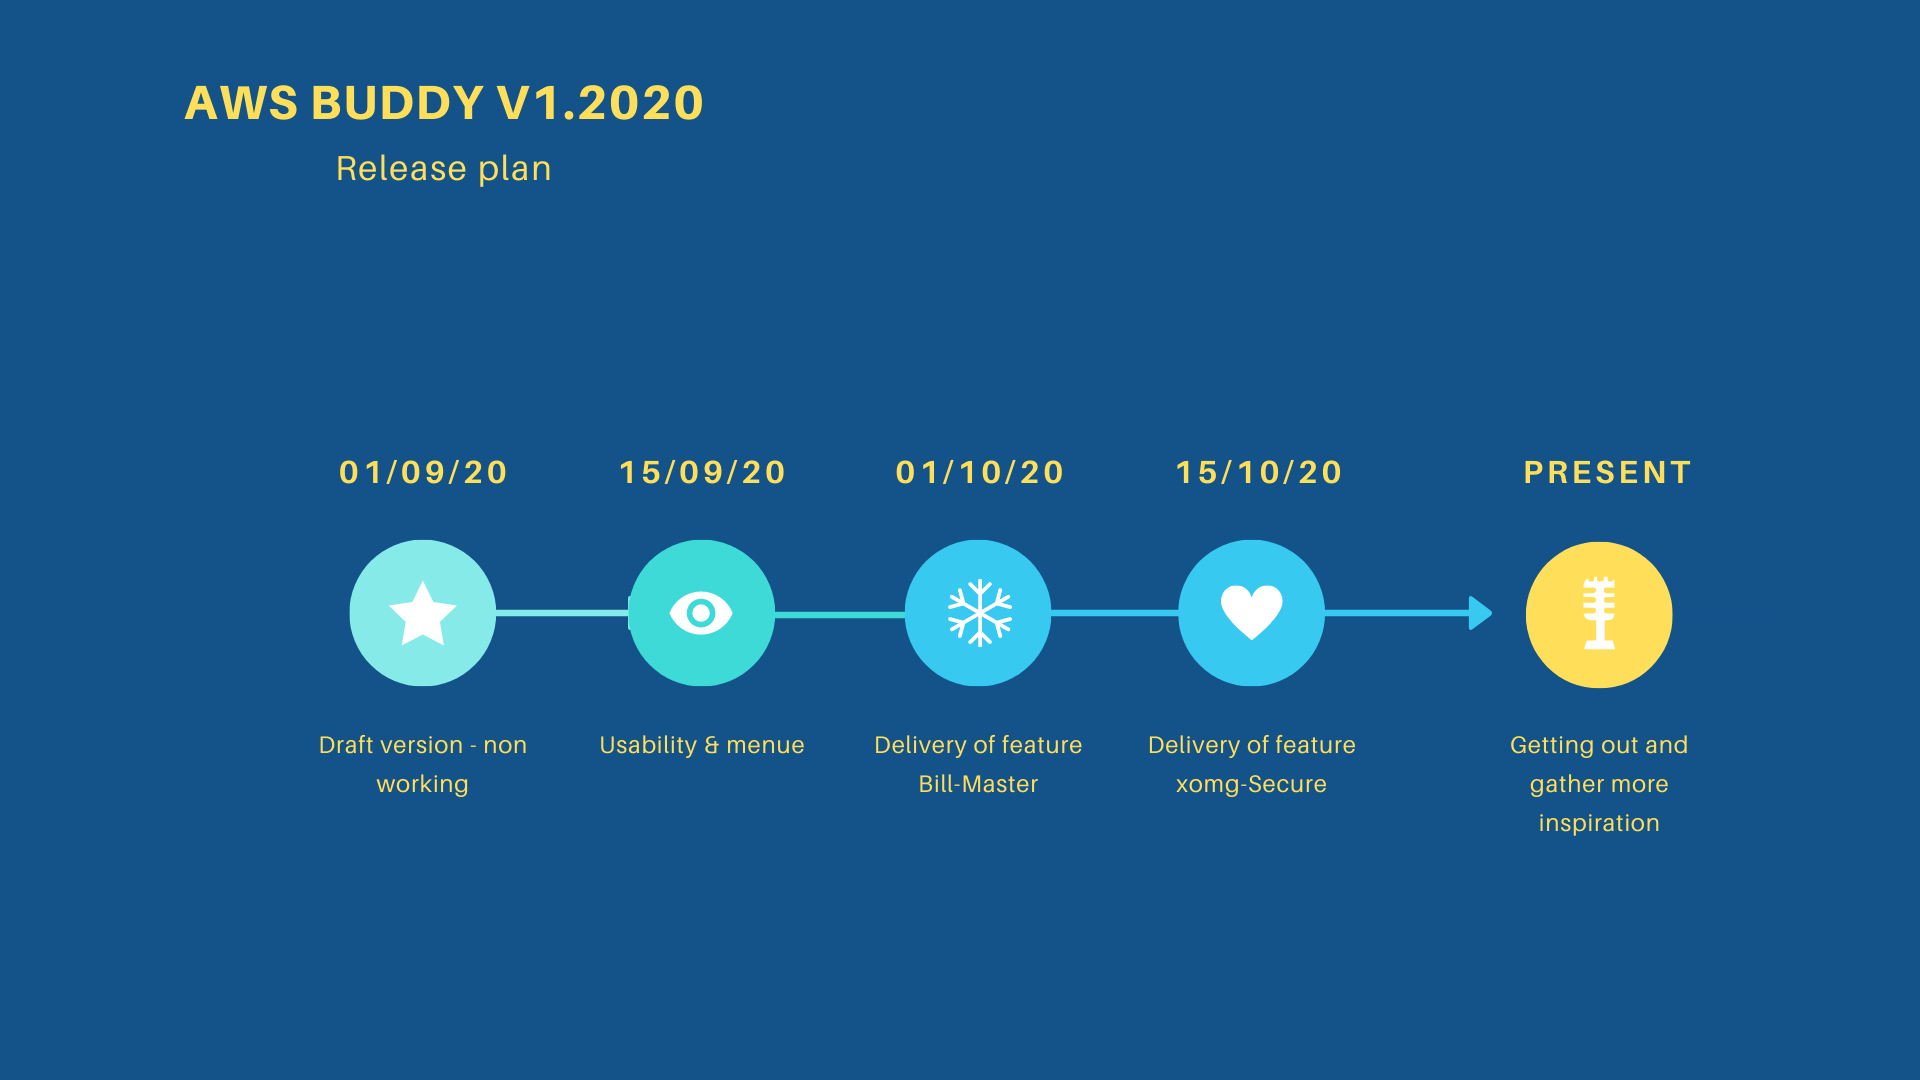 AWS BUDDY V1.2020
Release plan
01/09/20
15/09/20
01/10/20
15/10/20
PRESENT
Draft version - non
working
Usability & menue
Delivery of feature
Bill-Master
Delivery of feature
xomg-Secure
Getting out and
gather more
inspiration